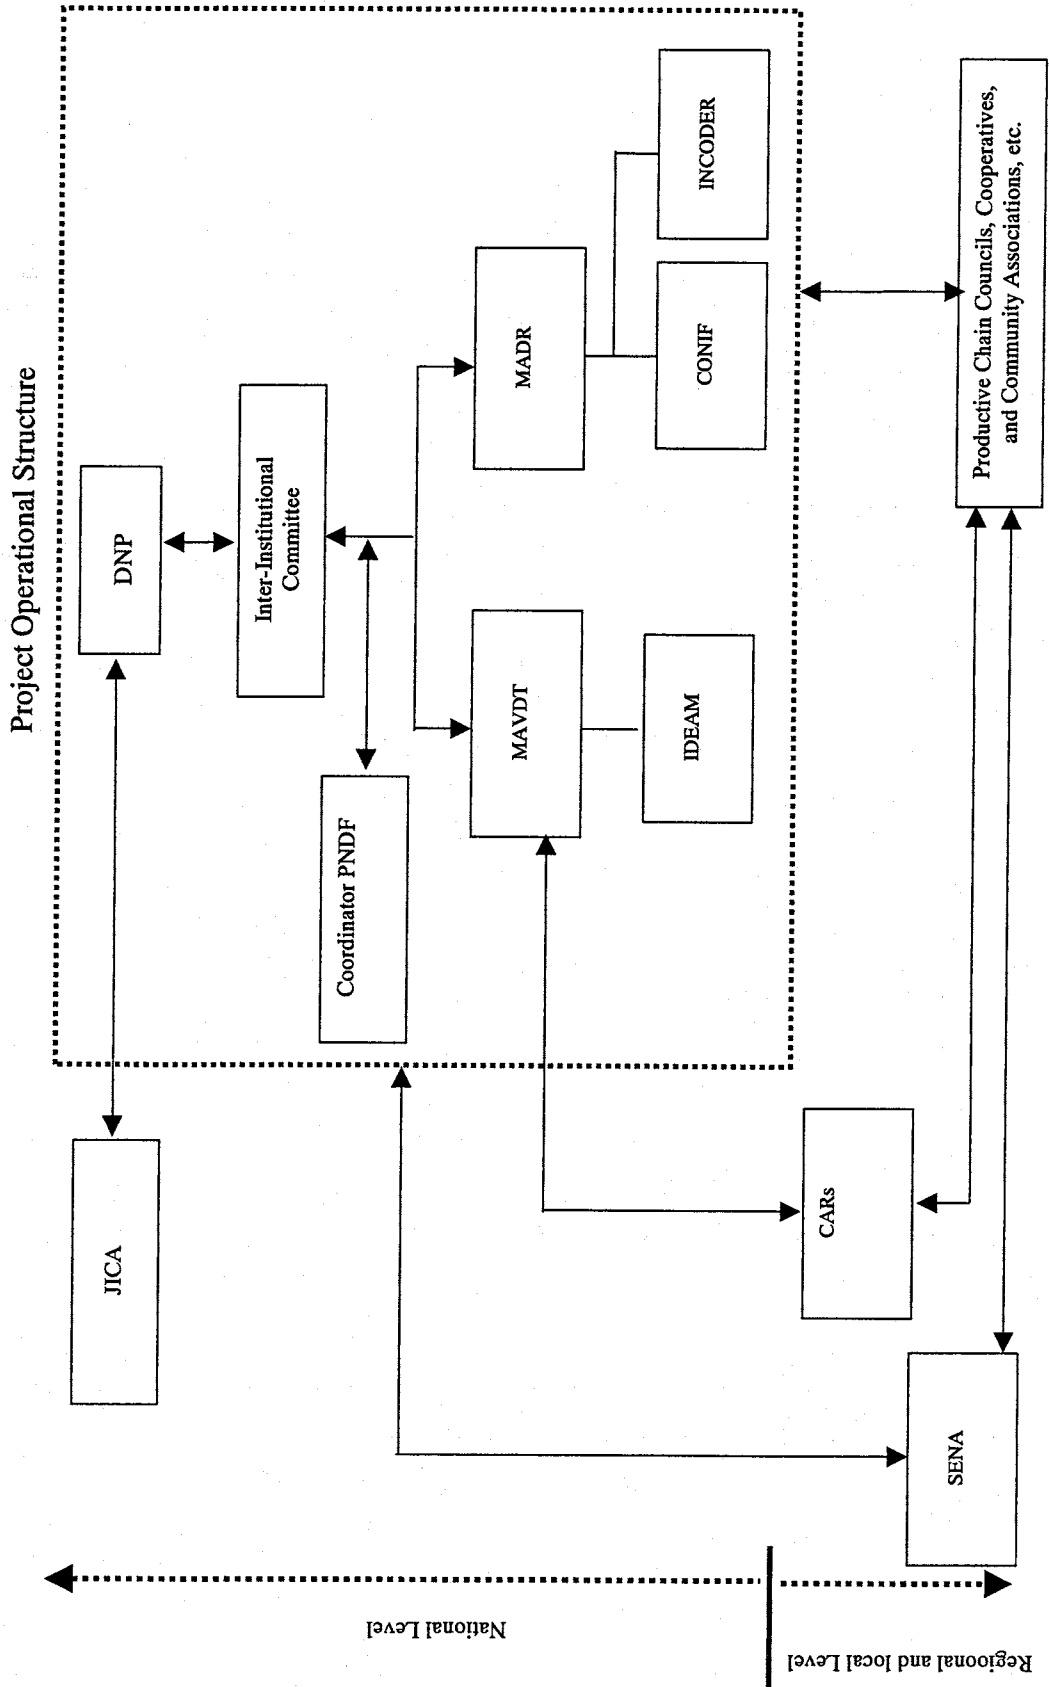 Project Operational Structure
JICA
DNP
Inter-Institutional
Committee
Coordinator PNDF
MAVDT
MADR
IDEAM
CONIF
INCODER
CARs
SENA
Productive Chain Councils, Cooperatives,
and Community Associations, etc.
National Level
Regioonal and local Level